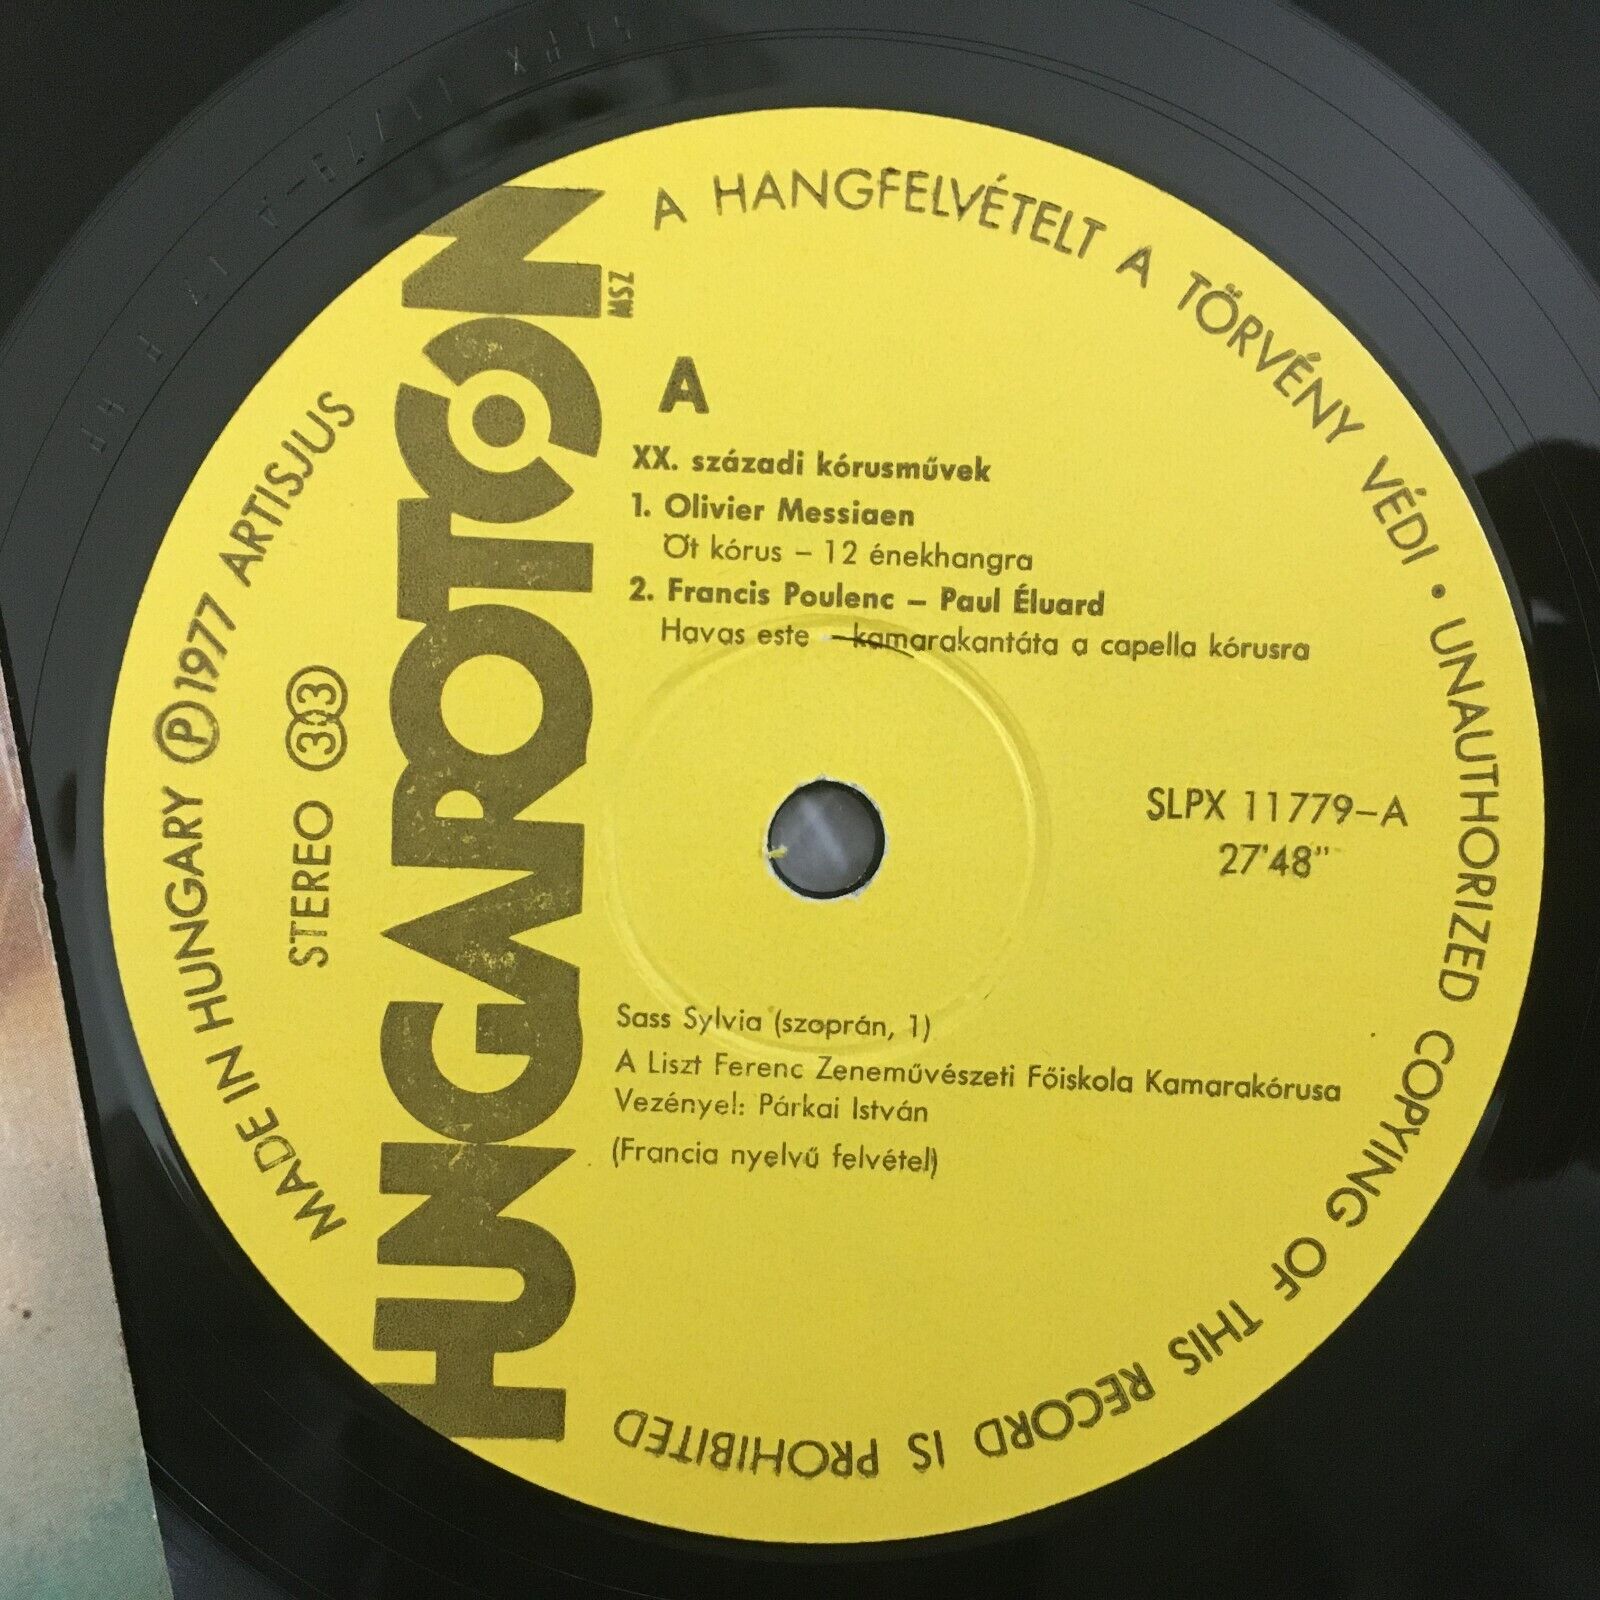 A HANGFELVÉTELT A TÖRVÉNY VÉDI • UNAUTHORIZED COPYING OF THIS RECORD IS PROHIBITED
MADE IN HUNGARY Ⓟ 1977 ARTISJUS
STEREO 33
HUNGAROTON
MSZ
A
XX. századi kórusművek
1. Olivier Messiaen
Öt kórus – 12 énekhangra
2. Francis Poulenc – Paul Éluard
Havas este – kamarakantáta a capella kórusra
SLPX 11779–A
27'48"
Sass Sylvia (szoprán, 1)
A Liszt Ferenc Zeneművészeti Főiskola Kamarakórusa
Vezényel: Párkai István
(Francia nyelvű felvétel)